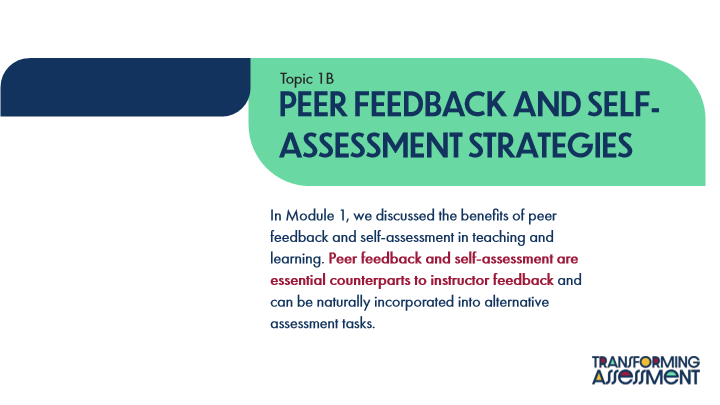 Topic 1B
PEER FEEDBACK AND SELF-
ASSESSMENT STRATEGIES
In Module 1, we discussed the benefits of peer
feedback and self-assessment in teaching and
learning. Peer feedback and self-assessment are
essential counterparts to instructor feedback and
can be naturally incorporated into alternative
assessment tasks.
TRANSFORMING
ASSESSMENT